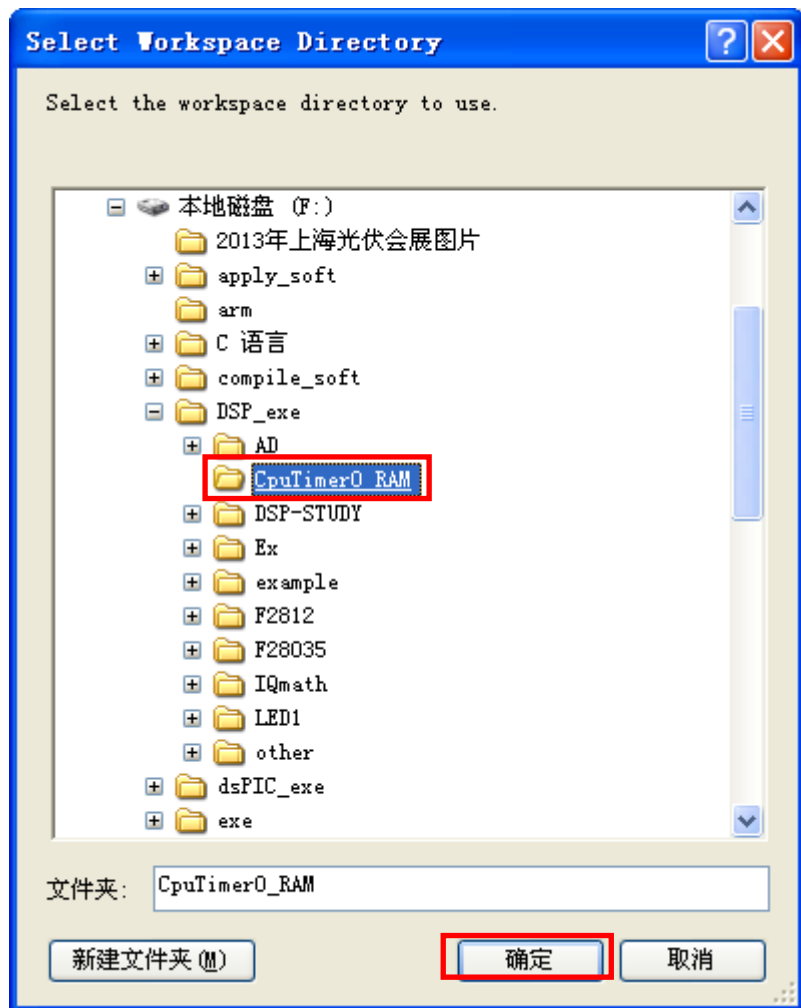 Select Workspace Directory
Select the workspace directory to use.
本地磁盘 (F:)
2013年上海光伏会展图片
apply_soft
arm
C 语言
compile_soft
DSP_exe
AD
CpuTimer0_RAM
DSP-STUDY
Ex
example
F2812
F28035
IQmath
LED1
other
dsPIC_exe
exe
文件夹: CpuTimer0_RAM
新建文件夹(M) 确定 取消